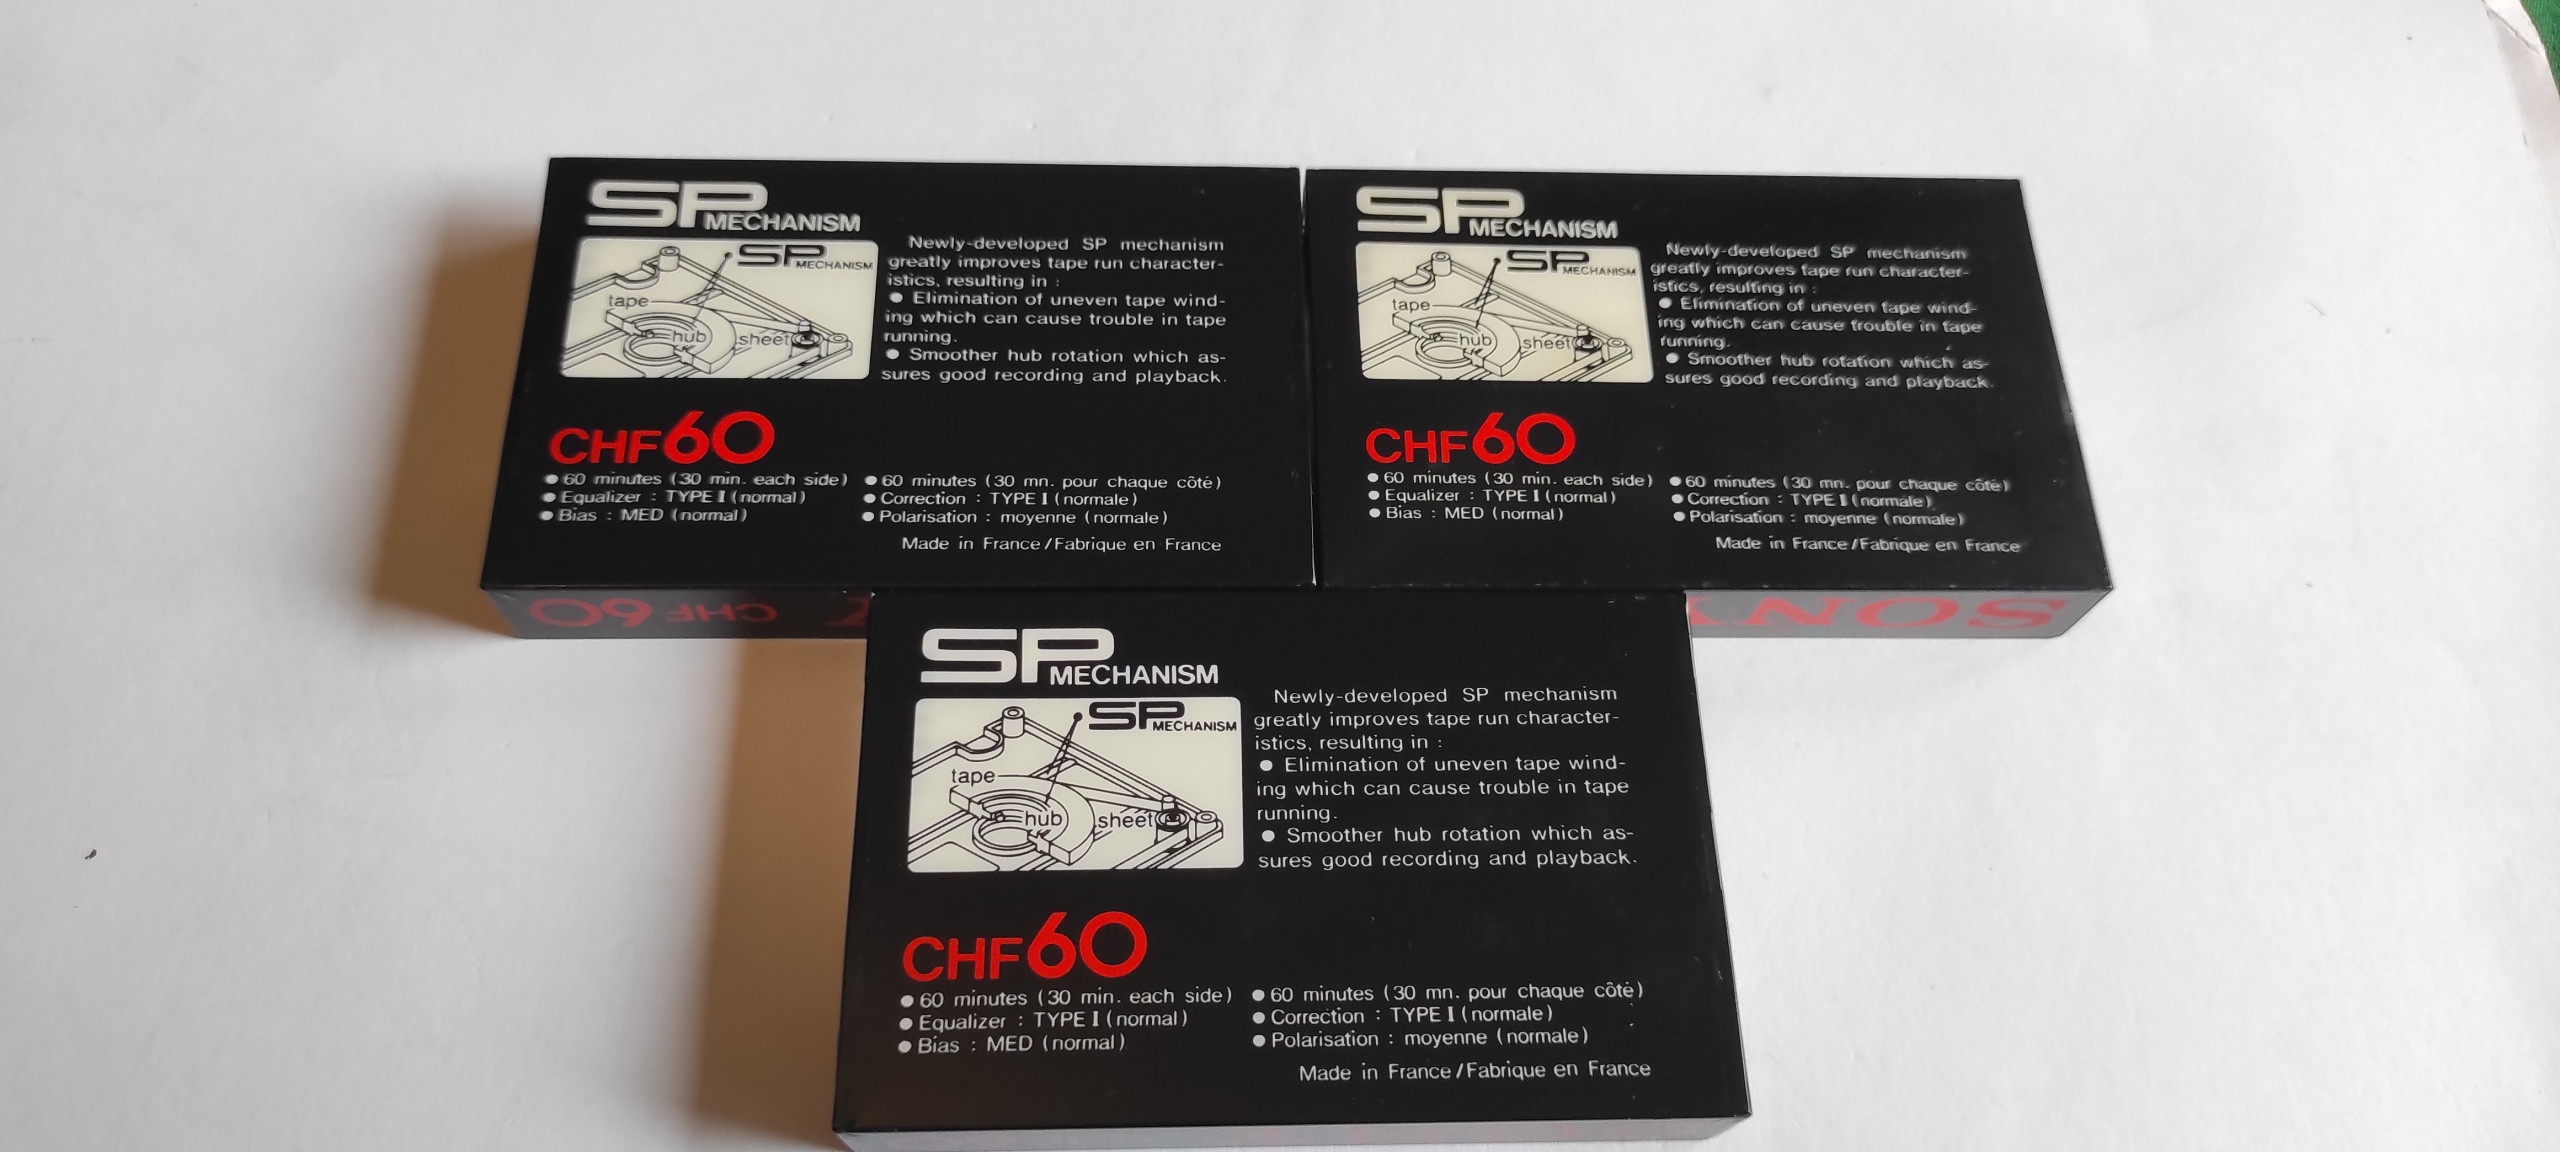 SP MECHANISM
SP MECHANISM
tape
hub
sheet
Newly-developed SP mechanism
greatly improves tape run character-
istics, resulting in :
● Elimination of uneven tape wind-
ing which can cause trouble in tape
running.
● Smoother hub rotation which as-
sures good recording and playback.
CHF60
● 60 minutes (30 min. each side)
● Equalizer : TYPE I (normal)
● Bias : MED (normal)
● 60 minutes (30 mn. pour chaque côté)
● Correction : TYPE I (normale)
● Polarisation : moyenne (normale)
Made in France/Fabrique en France
CHF60
SP MECHANISM
SP MECHANISM
tape
hub
sheet
Newly-developed SP mechanism
greatly improves tape run character-
istics, resulting in :
● Elimination of uneven tape wind-
ing which can cause trouble in tape
running.
● Smoother hub rotation which as-
sures good recording and playback.
CHF60
● 60 minutes (30 min. each side)
● Equalizer : TYPE I (normal)
● Bias : MED (normal)
● 60 minutes (30 mn. pour chaque côté)
● Correction : TYPE I (normale)
● Polarisation : moyenne (normale)
Made in France/Fabrique en France
SONY
SP MECHANISM
SP MECHANISM
tape
hub
sheet
Newly-developed SP mechanism
greatly improves tape run character-
istics, resulting in :
● Elimination of uneven tape wind-
ing which can cause trouble in tape
running.
● Smoother hub rotation which as-
sures good recording and playback.
CHF60
● 60 minutes (30 min. each side)
● Equalizer : TYPE I (normal)
● Bias : MED (normal)
● 60 minutes (30 mn. pour chaque côté)
● Correction : TYPE I (normale)
● Polarisation : moyenne (normale)
Made in France/Fabrique en France